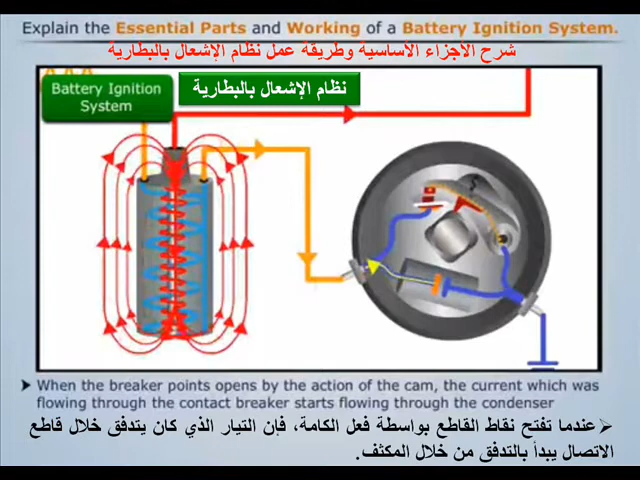 Explain the Essential Parts and Working of a Battery Ignition System.
شرح الأجزاء الأساسية وطريقة عمل نظام الإشعال بالبطارية
Battery Ignition
System
نظام الإشعال بالبطارية
➤ When the breaker points opens by the action of the cam, the current which was
flowing through the contact breaker starts flowing through the condenser
➤ عندما تفتح نقاط القاطع بواسطة فعل الكامة، فإن التيار الذي كان يتدفق خلال قاطع
الاتصال يبدأ بالتدفق من خلال المكثف.